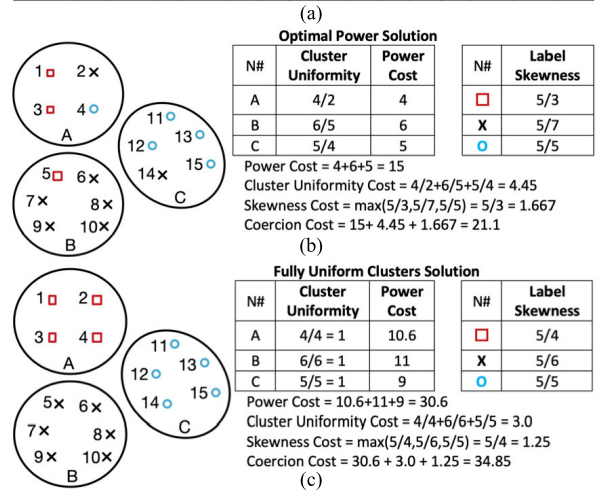 (a)
Optimal Power Solution
1 2 x
3 4
A
5 6 x
7 x 8 x
9 x 10 x
B
11
12 13
14 x 15
C
N# Cluster Uniformity Power Cost
A 4/2 4
B 6/5 6
C 5/4 5
N# Label Skewness
5/3
X 5/7
O 5/5
Power Cost = 4+6+5 = 15
Cluster Uniformity Cost = 4/2+6/5+5/4 = 4.45
Skewness Cost = max(5/3,5/7,5/5) = 5/3 = 1.667
Coercion Cost = 15+ 4.45 + 1.667 = 21.1
(b)
Fully Uniform Clusters Solution
1 2
3 4
A
5 x 6 x
7 x 8 x
9 x 10 x
B
11
12 13
14 15
C
N# Cluster Uniformity Power Cost
A 4/4 = 1 10.6
B 6/6 = 1 11
C 5/5 = 1 9
N# Label Skewness
5/4
X 5/6
O 5/5
Power Cost = 10.6+11+9 = 30.6
Cluster Uniformity Cost = 4/4+6/6+5/5 = 3.0
Skewness Cost = max(5/4,5/6,5/5) = 5/4 = 1.25
Coercion Cost = 30.6 + 3.0 + 1.25 = 34.85
(c)